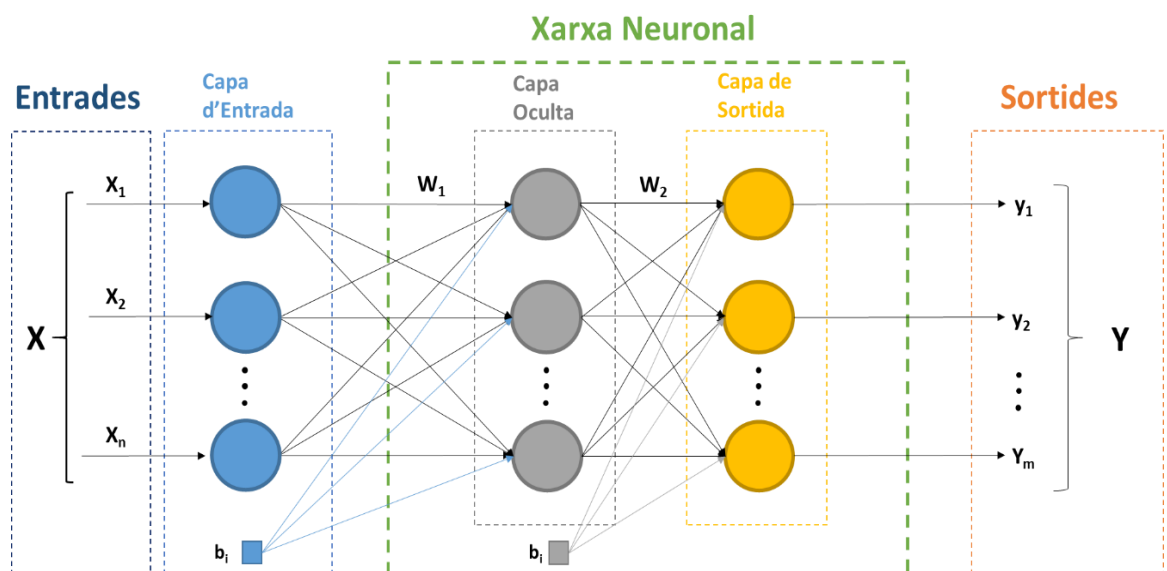 Xarxa Neuronal
Entrades
Capa
d'Entrada
Capa
Oculta
Capa de
Sortida
Sortides
X₁
W₁
W₂
y₁
X₂
y₂
X
Y
Xₙ
Yₘ
bᵢ
bᵢ